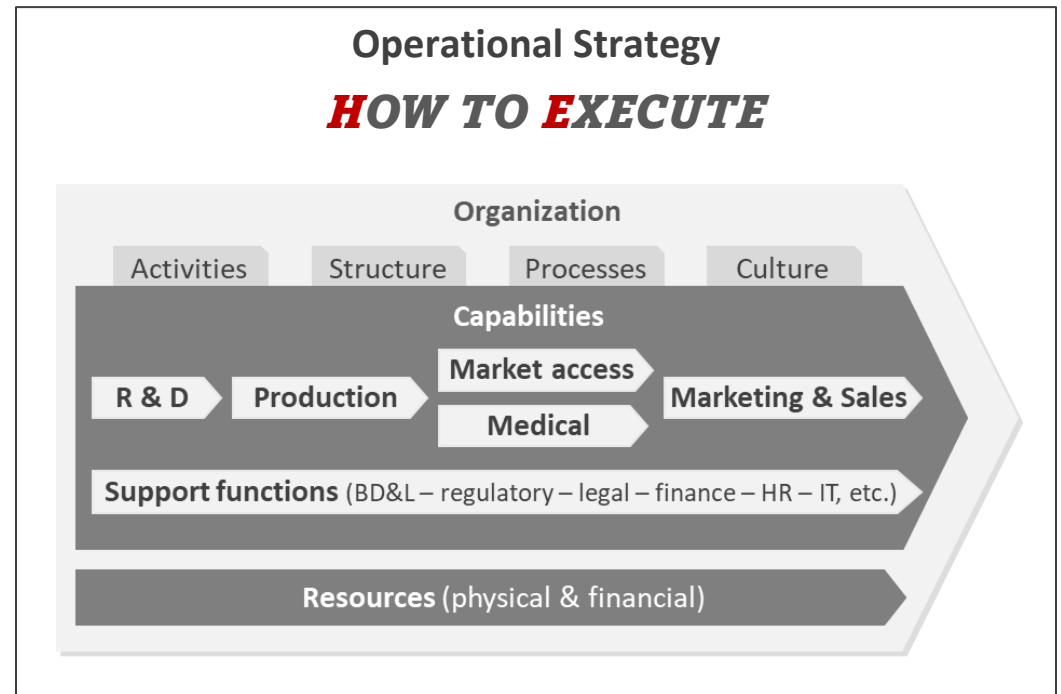 Operational Strategy
HOW TO EXECUTE
Organization
Activities
Structure
Processes
Culture
Capabilities
R & D
Production
Market access
Medical
Marketing & Sales
Support functions (BD&L – regulatory – legal – finance – HR – IT, etc.)
Resources (physical & financial)